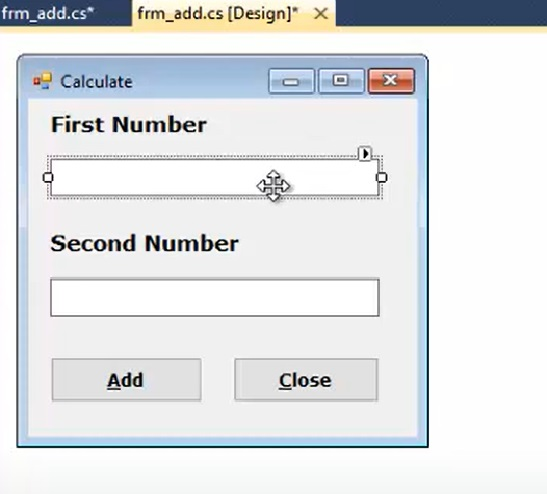 frm_add.cs* frm_add.cs [Design]*
Calculate
First Number
Second Number
Add Close